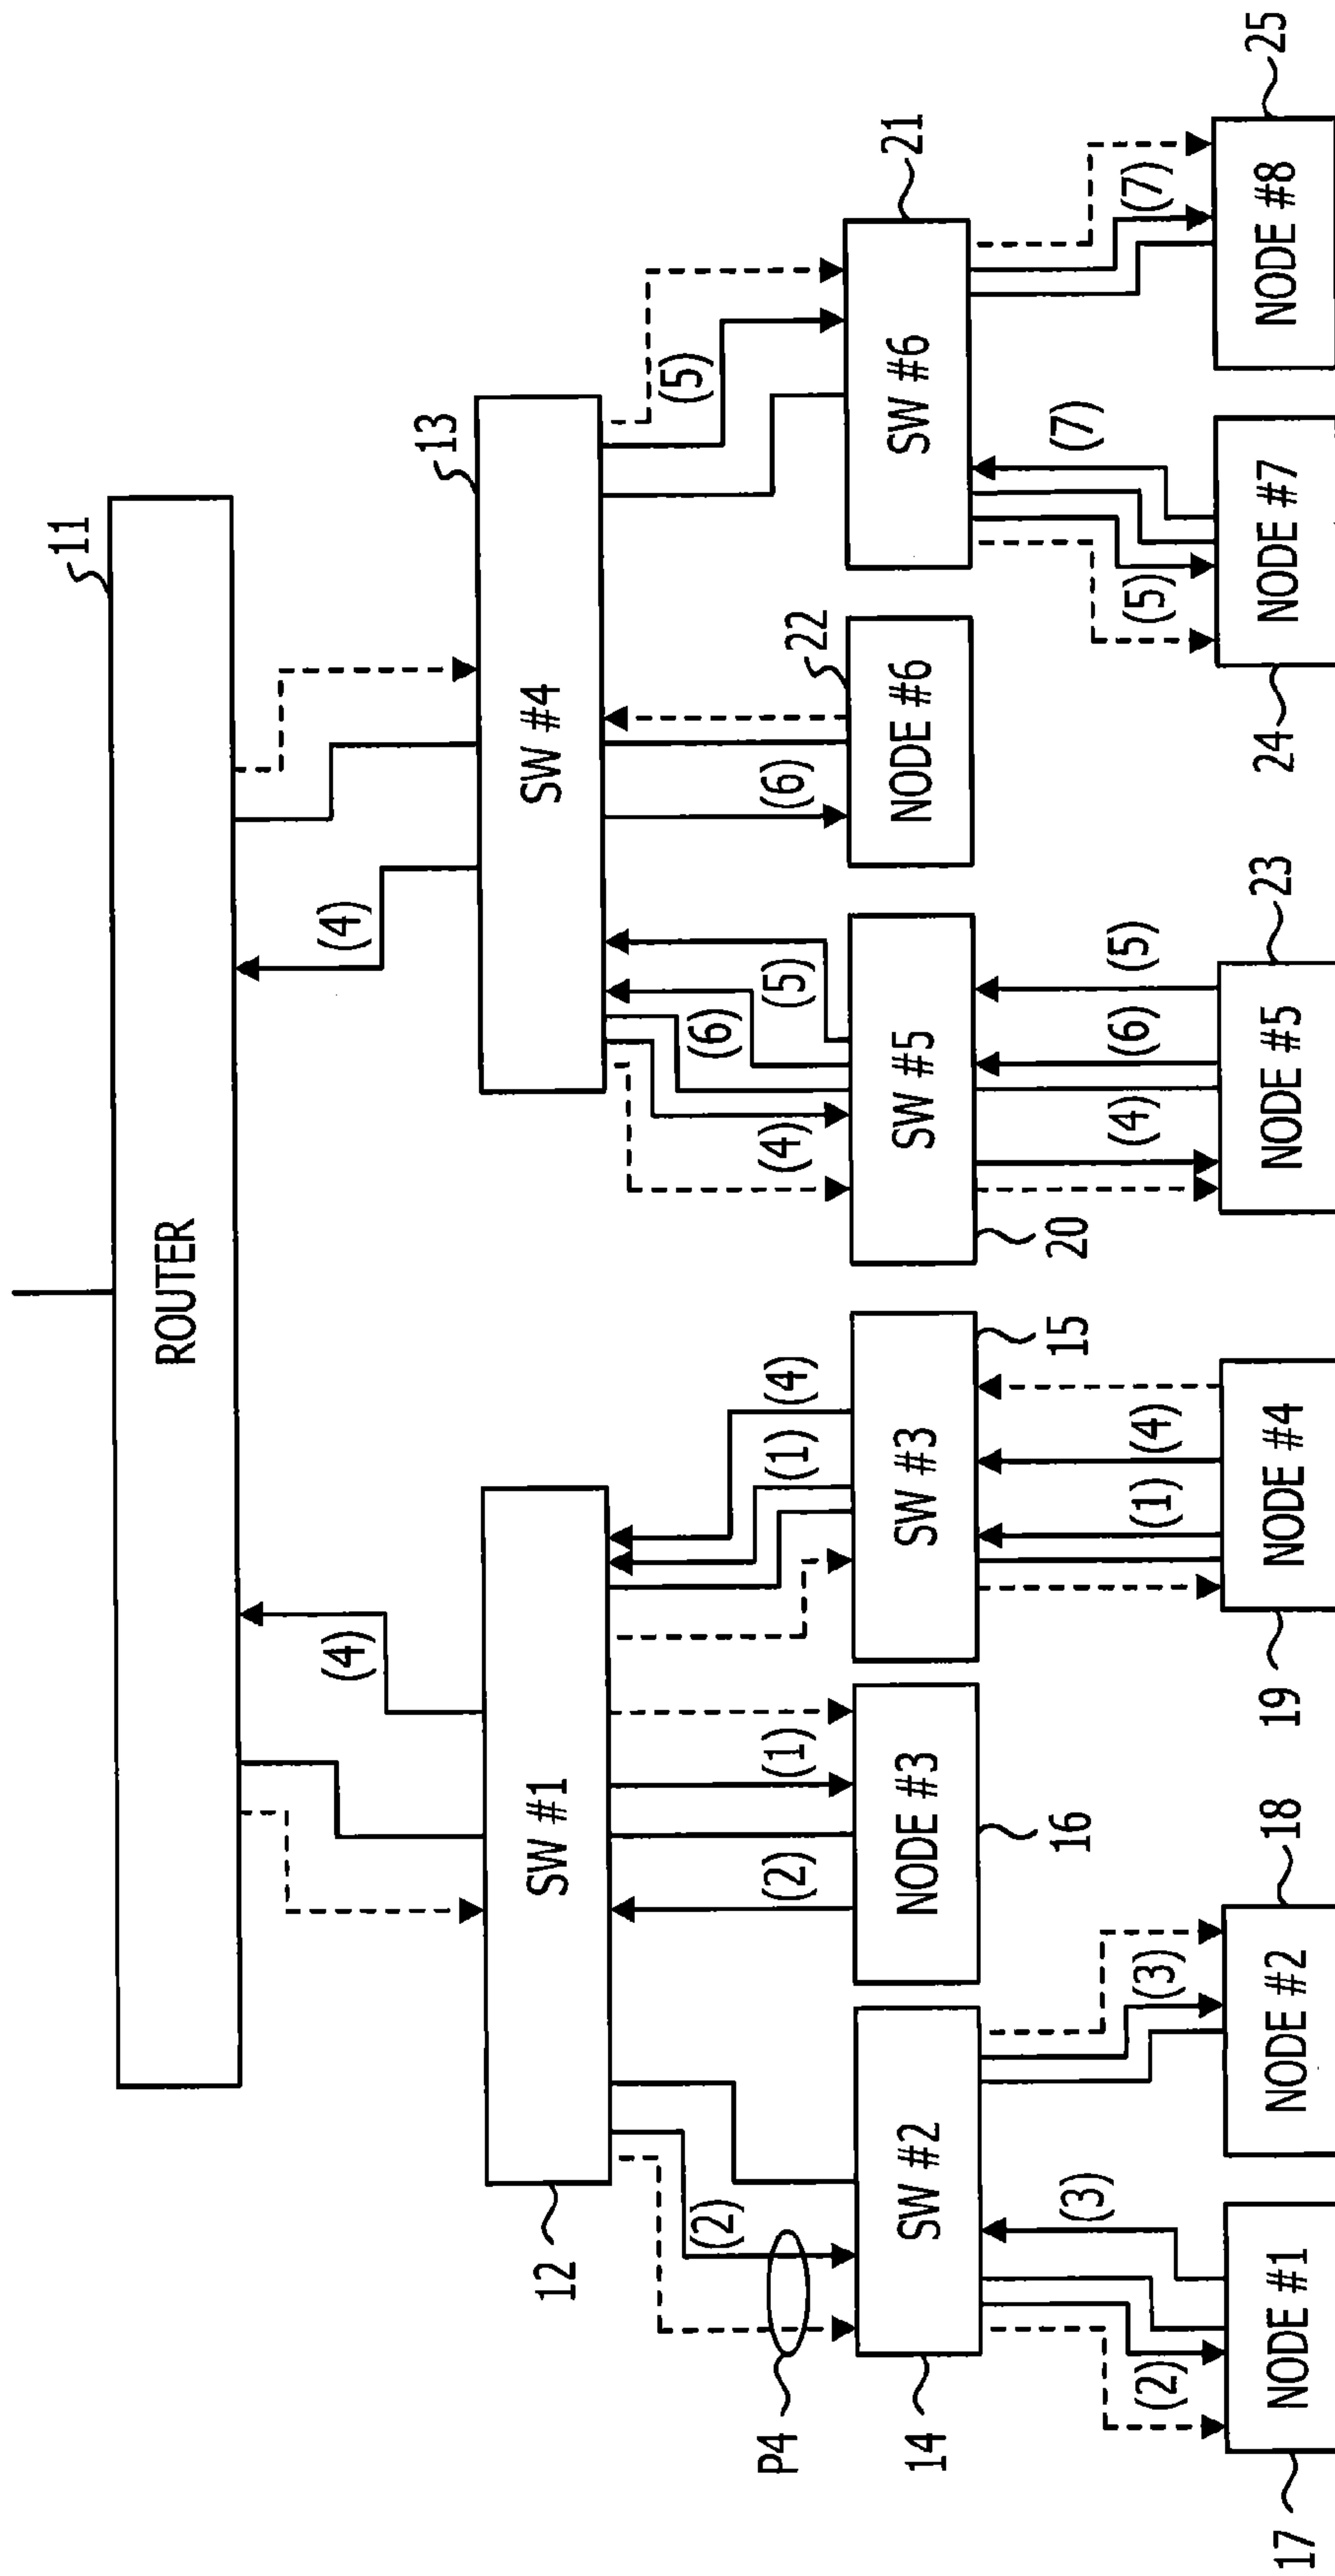 11
ROUTER
(4)
(4)
12
SW #1
13
SW #4
P4
(2)
(2)
(1)
(1)
(4)
(4)
(6)
(5)
(6)
(5)
14
SW #2
NODE #3
16
SW #3
15
20
SW #5
NODE #6
22
SW #6
21
(2)
(3)
(3)
(1)
(4)
(4)
(6)
(5)
(5)
(7)
(7)
17
NODE #1
NODE #2
18
19
NODE #4
NODE #5
23
24
NODE #7
NODE #8
25